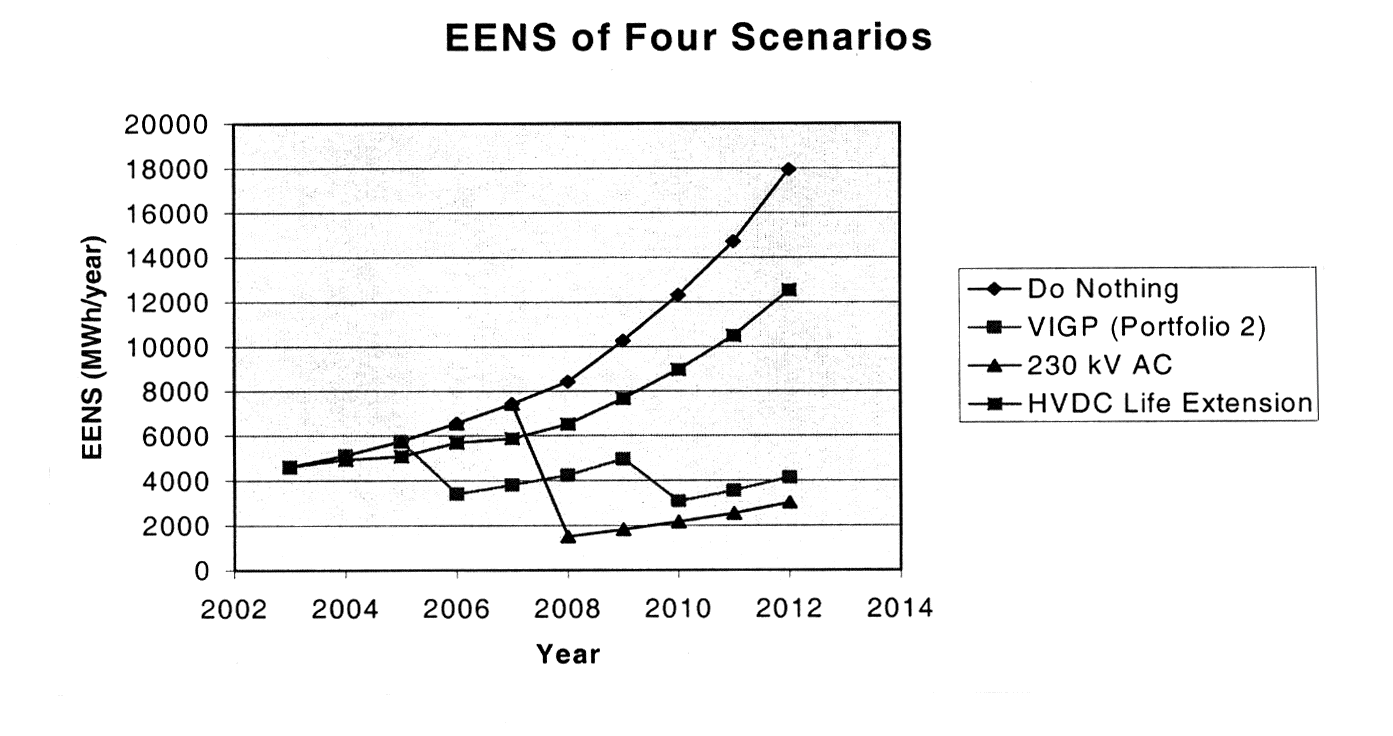 EENS of Four Scenarios
20000
18000
16000
14000
12000
10000
8000
6000
4000
2000
0
EENS (MWh/year)
2002 2004 2006 2008 2010 2012 2014
Year
Do Nothing
VIGP (Portfolio 2)
230 kV AC
HVDC Life Extension